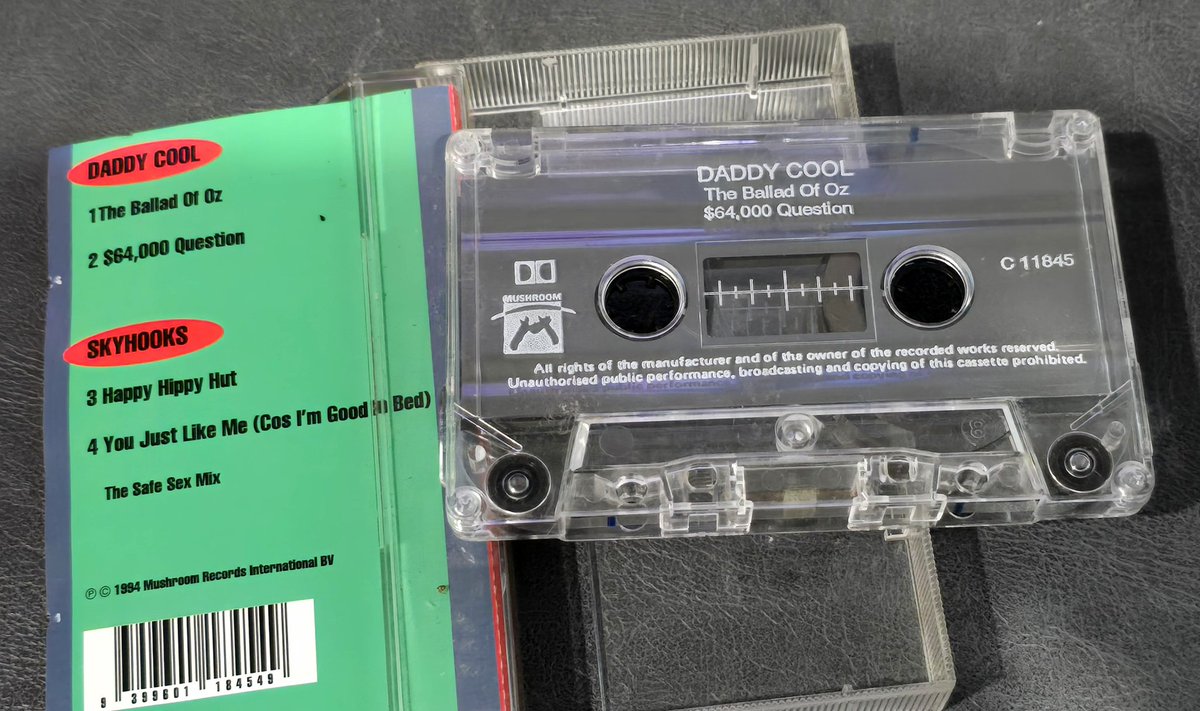 DADDY COOL
1 The Ballad Of Oz
2 $64,000 Question
SKYHOOKS
3 Happy Hippy Hut
4 You Just Like Me (Cos I'm Good In Bed)
The Safe Sex Mix
℗ © 1994 Mushroom Records International BV
9 399601 184549
DADDY COOL
The Ballad Of Oz
$64,000 Question
C 11845
MUSHROOM
All rights of the manufacturer and of the owner of the recorded works reserved.
Unauthorised public performance, broadcasting and copying of this cassette prohibited.